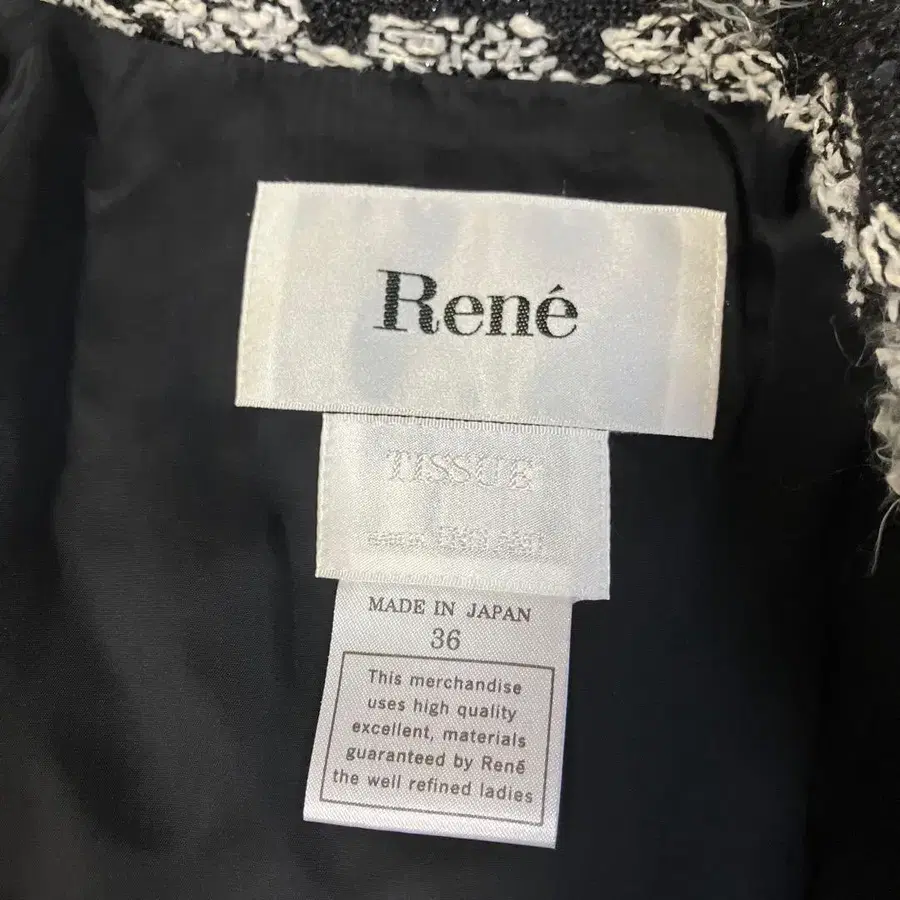 René
TISSUE
MADE IN JAPAN
36
This merchandise
uses high quality
excellent, materials
guaranteed by René
the well refined ladies